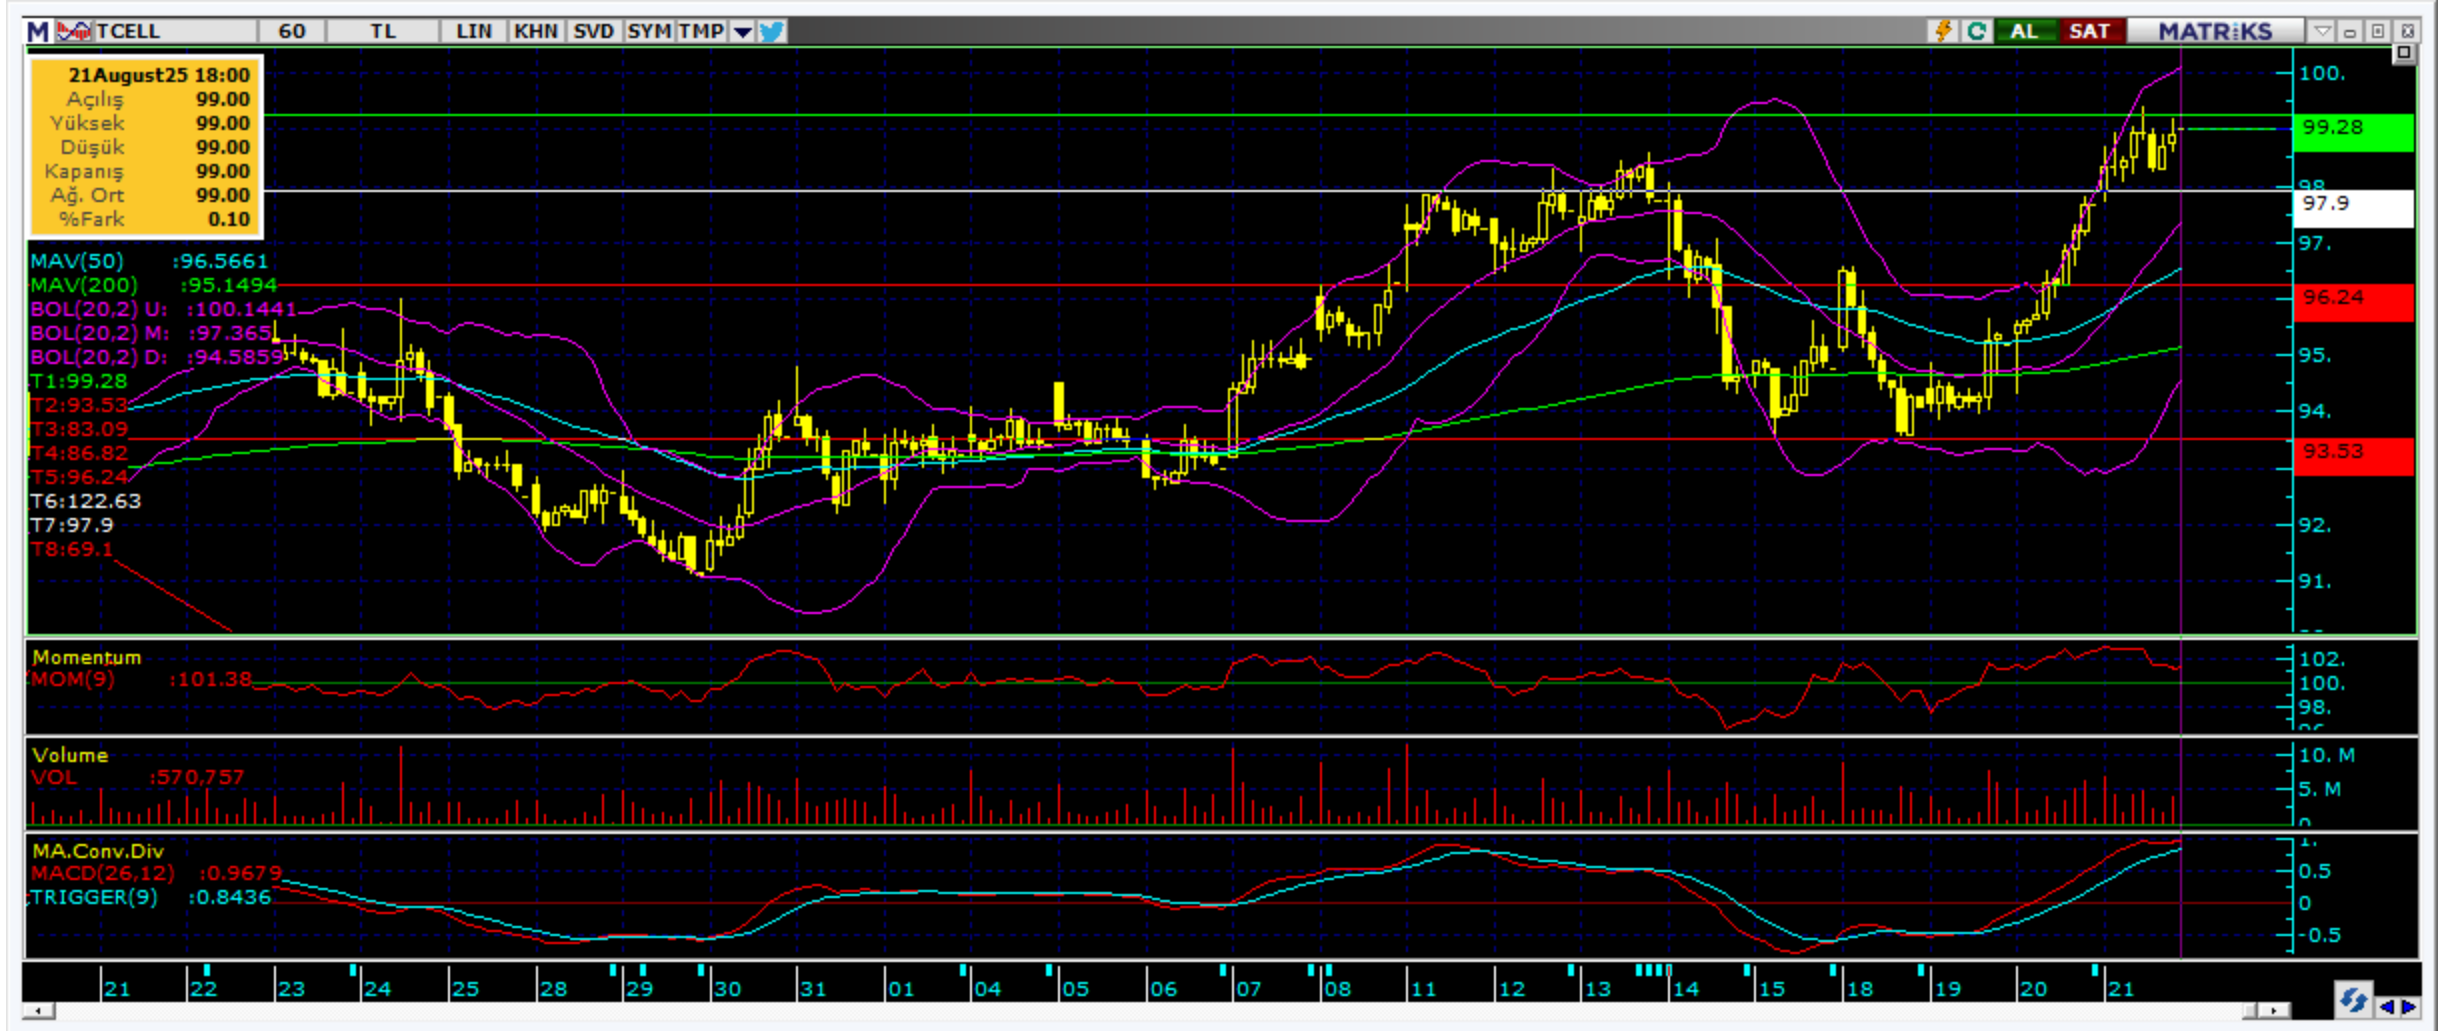 M TCELL 60 TL LIN KHN SVD SYM TMP AL SAT MATRiKS
21August25 18:00
Açılış 99.00
Yüksek 99.00
Düşük 99.00
Kapanış 99.00
Ağ. Ort 99.00
%Fark 0.10
MAV(50) :96.5661
MAV(200) :95.1494
BOL(20,2) U: :100.1441
BOL(20,2) M: :97.365
BOL(20,2) D: :94.5859
T1:99.28
T2:93.53
T3:83.09
T4:86.82
T5:96.24
T6:122.63
T7:97.9
T8:69.1
100.
99.28
98
97.9
97.
96.24
95.
94.
93.53
92.
91.
Momentum
MOM(9) :101.38
102.
100.
98.
Volume
VOL :570,757
10. M
5. M
0
MA.Conv.Div
MACD(26,12) :0.9679
TRIGGER(9) :0.8436
1.
0.5
0
-0.5
21 22 23 24 25 28 29 30 31 01 04 05 06 07 08 11 12 13 14 15 18 19 20 21